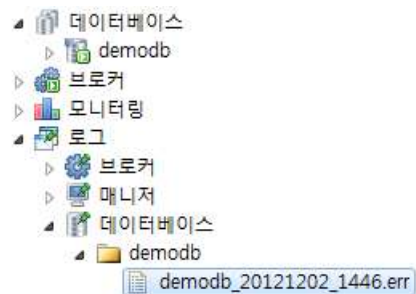 데이터베이스
demodb
브로커
모니터링
로그
브로커
매니저
데이터베이스
demodb
demodb_20121202_1446.err